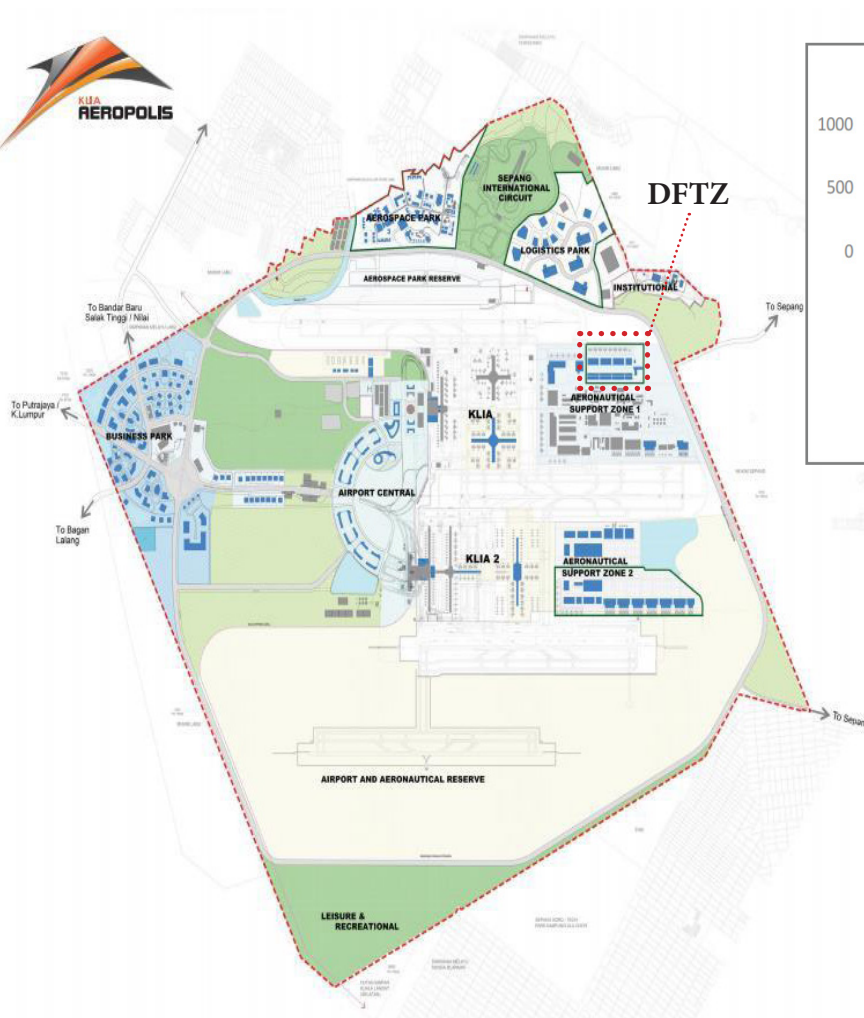 KLIA
AEROPOLIS
1000
500
0
DFTZ
SEPANG
INTERNATIONAL
CIRCUIT
AEROSPACE PARK
LOGISTICS PARK
AEROSPACE PARK RESERVE
INSTITUTIONAL
To Bandar Baru
Salak Tinggi / Nilai
To Sepang
To Putrajaya /
K.Lumpur
BUSINESS PARK
KLIA
AERONAUTICAL
SUPPORT ZONE 1
AIRPORT CENTRAL
To Bagan
Lalang
KLIA 2
AERONAUTICAL
SUPPORT ZONE 2
To Sepan
AIRPORT AND AERONAUTICAL RESERVE
LEISURE &
RECREATIONAL